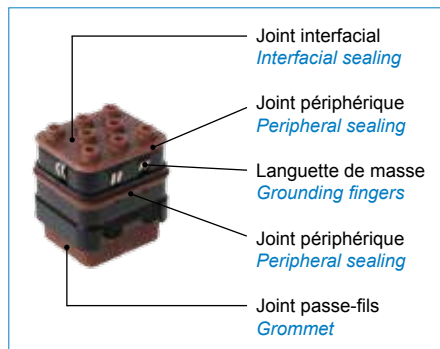 Joint interfacial
Interfacial sealing
Joint périphérique
Peripheral sealing
Languette de masse
Grounding fingers
Joint périphérique
Peripheral sealing
Joint passe-fils
Grommet